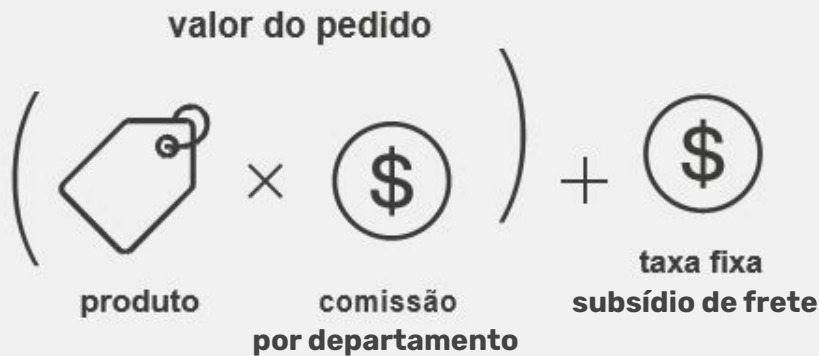 valor do pedido
( × $ ) + $
produto
comissão
por departamento
taxa fixa
subsídio de frete